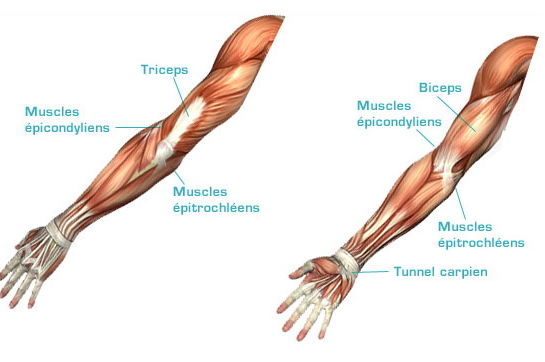 Triceps
Muscles
épicondyliens
Muscles
épitrochléens
Biceps
Muscles
épicondyliens
Muscles
épitrochléens
Tunnel carpien